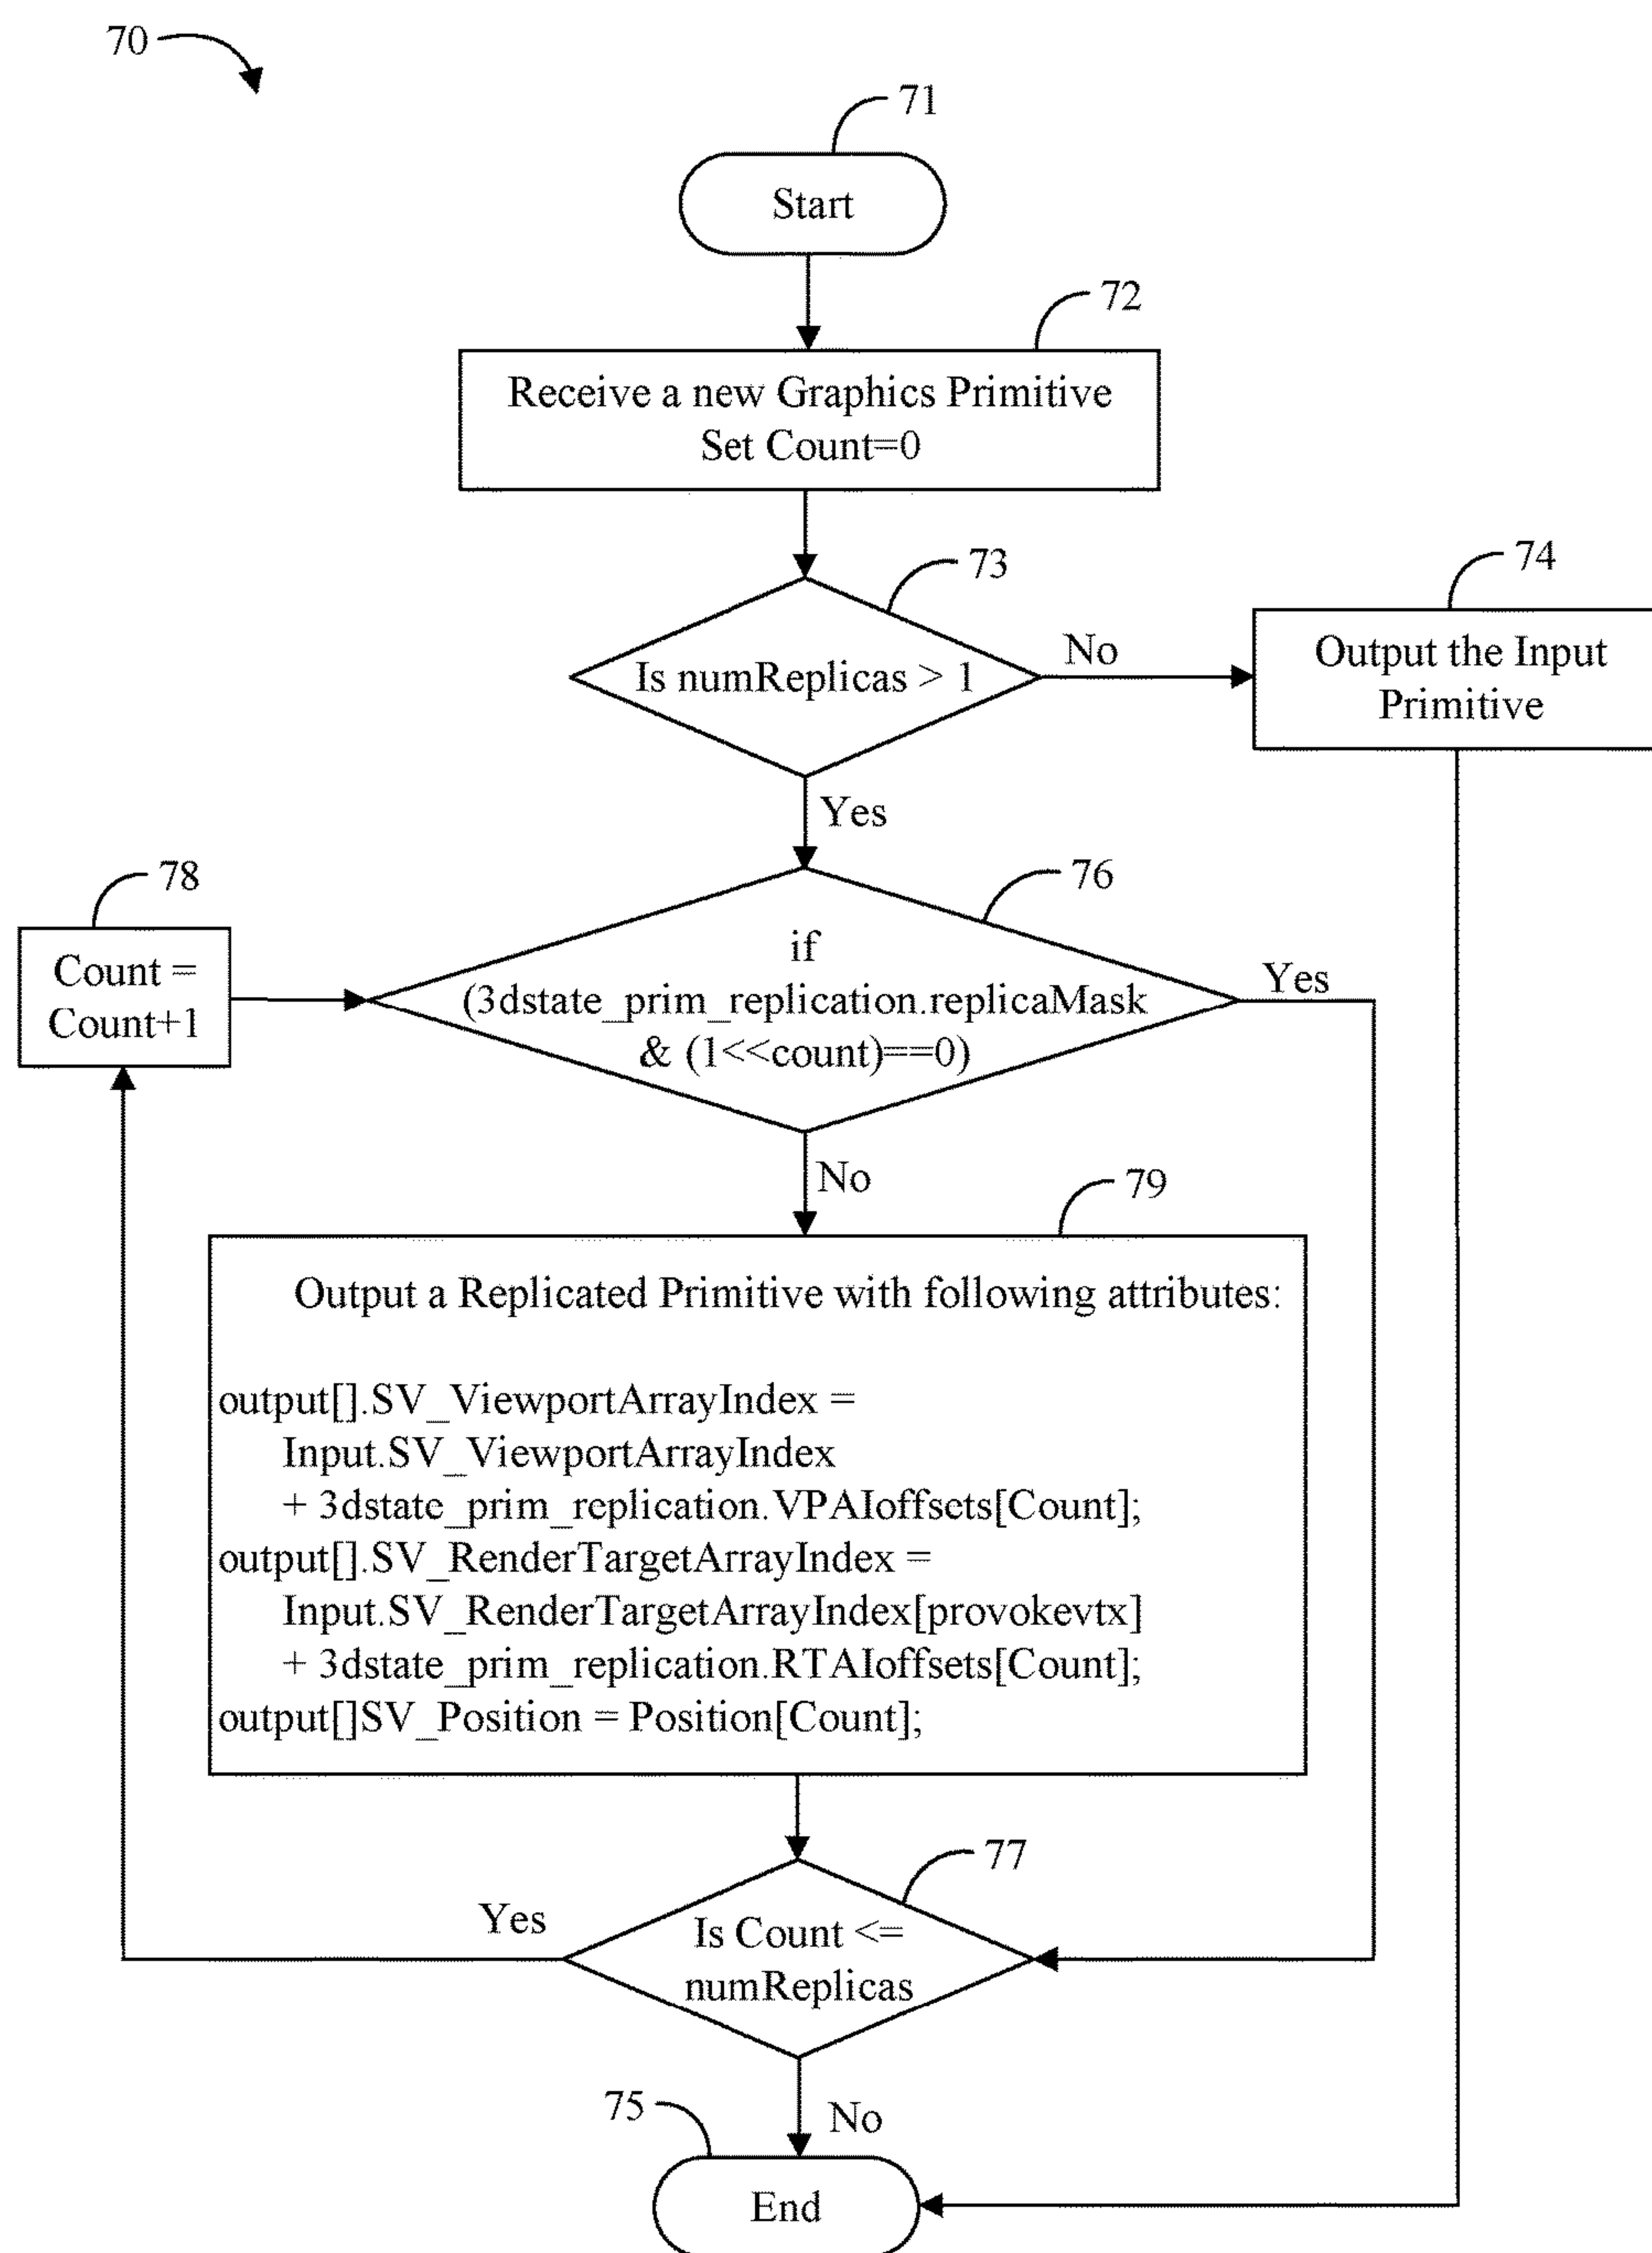 70
71
Start
72
Receive a new Graphics Primitive
Set Count=0
73
Is numReplicas > 1
No
74
Output the Input
Primitive
Yes
78
Count =
Count+1
76
if
(3dstate_prim_replication.replicaMask
& (1<<count)==0)
Yes
No
79
Output a Replicated Primitive with following attributes:
output[].SV_ViewportArrayIndex =
Input.SV_ViewportArrayIndex
+ 3dstate_prim_replication.VPAIoffsets[Count];
output[].SV_RenderTargetArrayIndex =
Input.SV_RenderTargetArrayIndex[provokevtx]
+ 3dstate_prim_replication.RTAIoffsets[Count];
output[]SV_Position = Position[Count];
77
Yes
Is Count <=
numReplicas
75
No
End